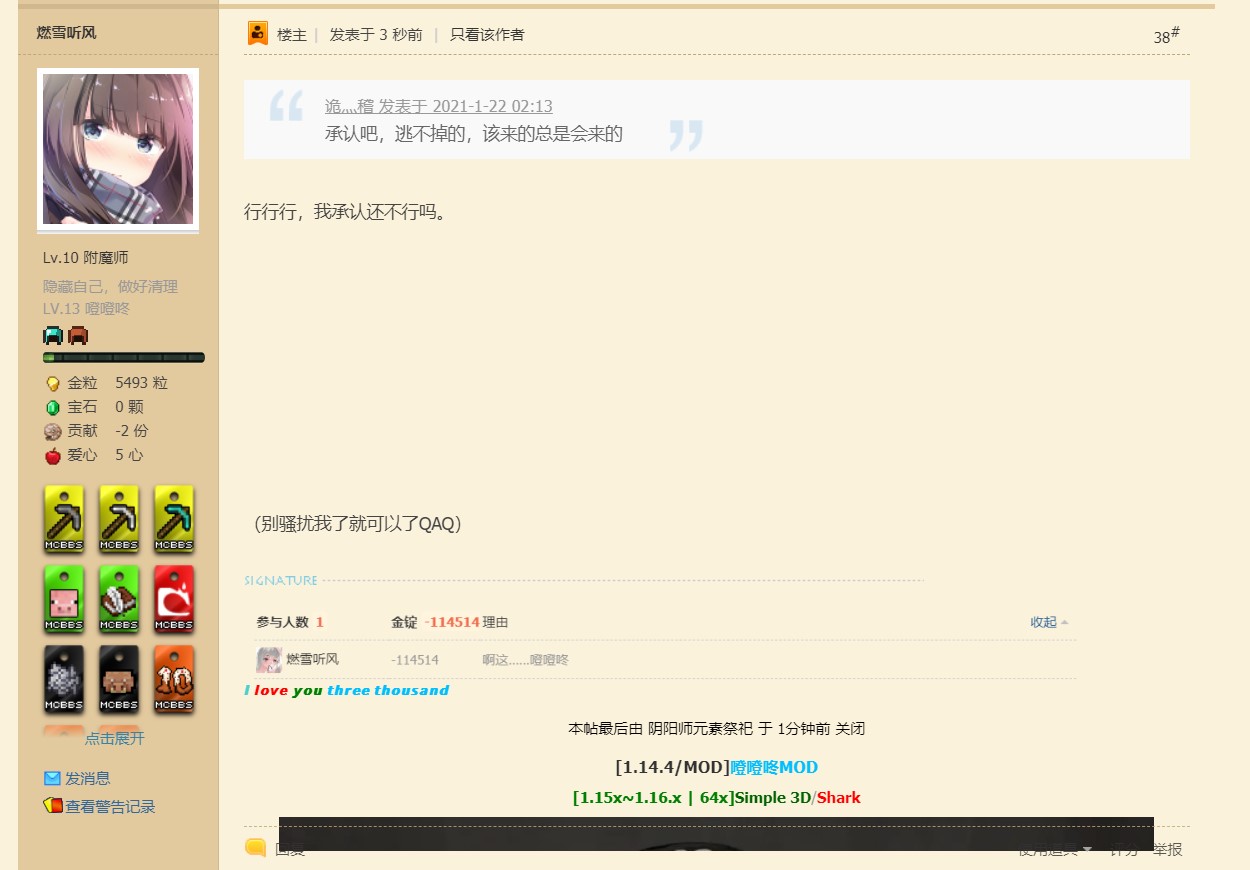 燃雪听风
楼主 | 发表于 3 秒前 | 只看该作者
38#
诡灬稽 发表于 2021-1-22 02:13
承认吧，逃不掉的，该来的总是会来的
行行行，我承认还不行吗。
Lv.10 附魔师
隐藏自己，做好清理
LV.13 噔噔咚
金粒 5493 粒
宝石 0 颗
贡献 -2 份
爱心 5 心
MCBBS MCBBS MCBBS
MCBBS MCBBS MCBBS
10
MCBBS MCBBS MCBBS
点击展开
发消息
查看警告记录
（别骚扰我了就可以了QAQ）
SIGNATURE
参与人数 1 金锭 -114514 理由 收起
燃雪听风 -114514 啊这……噔噔咚
I love you three thousand
本帖最后由 阴阳师元素祭祀 于 1分钟前 关闭
[1.14.4/MOD]噔噔咚MOD
[1.15x~1.16.x | 64x]Simple 3D/Shark
回复 使用道具 评分 举报